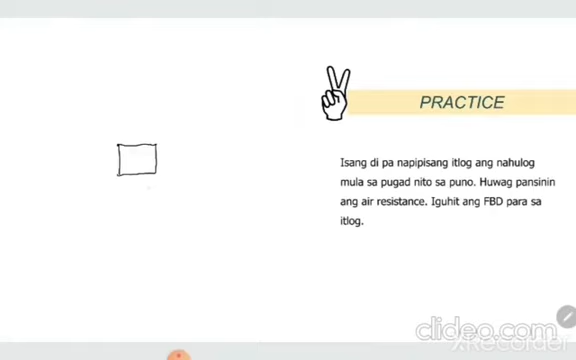 PRACTICE
Isang di pa napipisang itlog ang nahulog
mula sa pugad nito sa puno. Huwag pansinin
ang air resistance. Iguhit ang FBD para sa
itlog.
clideo.com
XRecorder